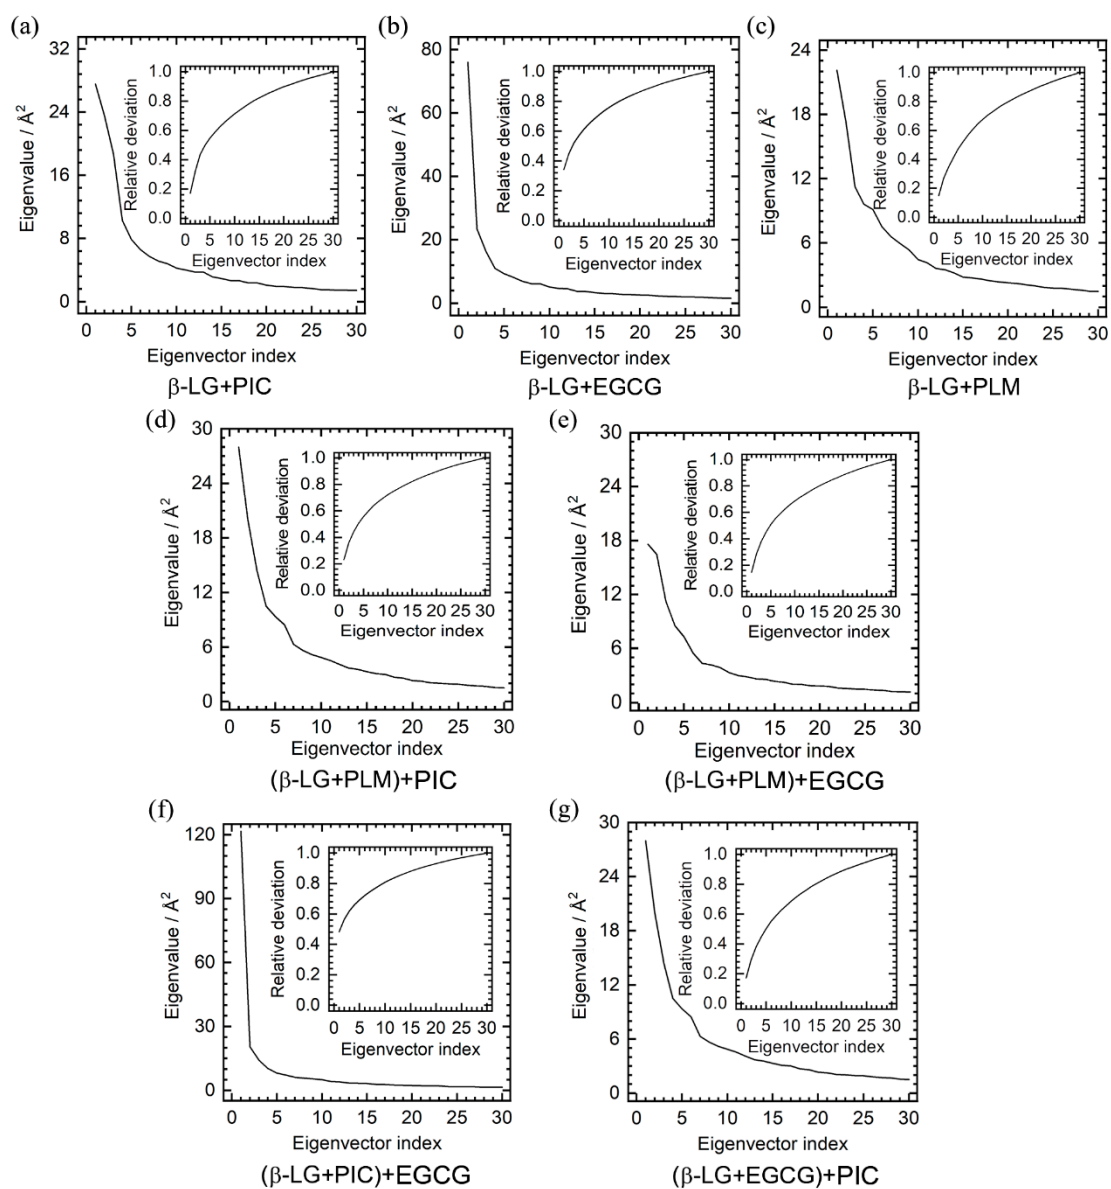 (a)
Eigenvalue / Å²
32
24
16
8
0
Relative deviation
1.0
0.8
0.6
0.4
0.2
0.0
0 5 10 15 20 25 30
Eigenvector index
0 5 10 15 20 25 30
Eigenvector index
β-LG+PIC
(b)
Eigenvalue / Å²
80
60
40
20
0
Relative deviation
1.0
0.8
0.6
0.4
0.2
0.0
0 5 10 15 20 25 30
Eigenvector index
0 5 10 15 20 25 30
Eigenvector index
β-LG+EGCG
(c)
Eigenvalue / Å²
24
18
12
6
0
Relative deviation
1.0
0.8
0.6
0.4
0.2
0.0
0 5 10 15 20 25 30
Eigenvector index
0 5 10 15 20 25 30
Eigenvector index
β-LG+PLM
(d)
Eigenvalue / Å²
30
24
18
12
6
0
Relative deviation
1.0
0.8
0.6
0.4
0.2
0.0
0 5 10 15 20 25 30
Eigenvector index
0 5 10 15 20 25 30
Eigenvector index
(β-LG+PLM)+PIC
(e)
Eigenvalue / Å²
30
24
18
12
6
0
Relative deviation
1.0
0.8
0.6
0.4
0.2
0.0
0 5 10 15 20 25 30
Eigenvector index
0 5 10 15 20 25 30
Eigenvector index
(β-LG+PLM)+EGCG
(f)
Eigenvalue / Å²
120
90
60
30
0
Relative deviation
1.0
0.8
0.6
0.4
0.2
0.0
0 5 10 15 20 25 30
Eigenvector index
0 5 10 15 20 25 30
Eigenvector index
(β-LG+PIC)+EGCG
(g)
Eigenvalue / Å²
30
24
18
12
6
0
Relative deviation
1.0
0.8
0.6
0.4
0.2
0.0
0 5 10 15 20 25 30
Eigenvector index
0 5 10 15 20 25 30
Eigenvector index
(β-LG+EGCG)+PIC